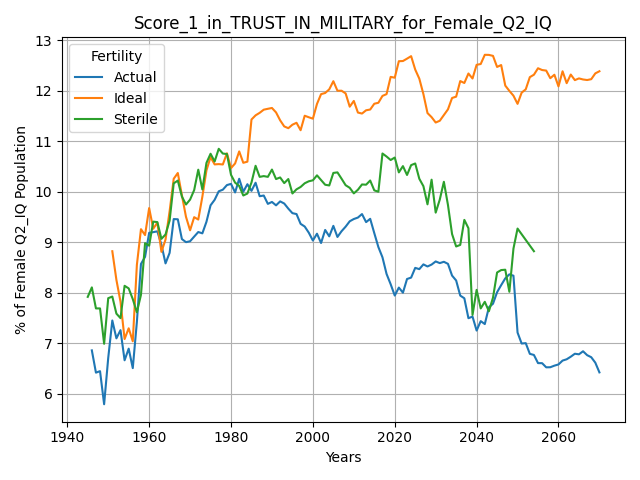 Score_1_in_TRUST_IN_MILITARY_for_Female_Q2_IQ
Fertility
Actual
Ideal
Sterile
% of Female Q2_IQ Population
13
12
11
10
9
8
7
6
1940
1960
1980
2000
2020
2040
2060
Years